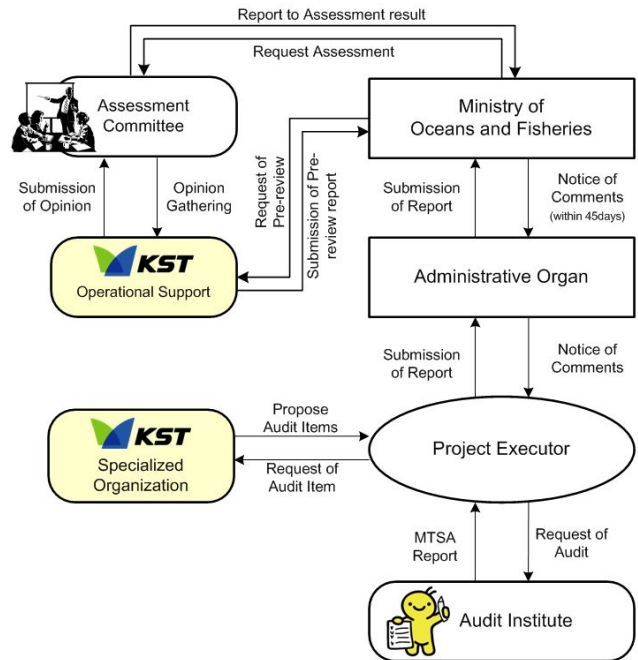 Report to Assessment result
Request Assessment
Assessment
Committee
Ministry of
Oceans and Fisheries
Submission
of Opinion
Opinion
Gathering
Request of
Pre-review
Submission of Pre-
review report
Submission
of Report
Notice of
Comments
(within 45days)
KST
Operational Support
Administrative Organ
Submission
of Report
Notice of
Comments
KST
Specialized
Organization
Propose
Audit Items
Request of
Audit Item
Project Executor
MTSA
Report
Request of
Audit
Audit Institute